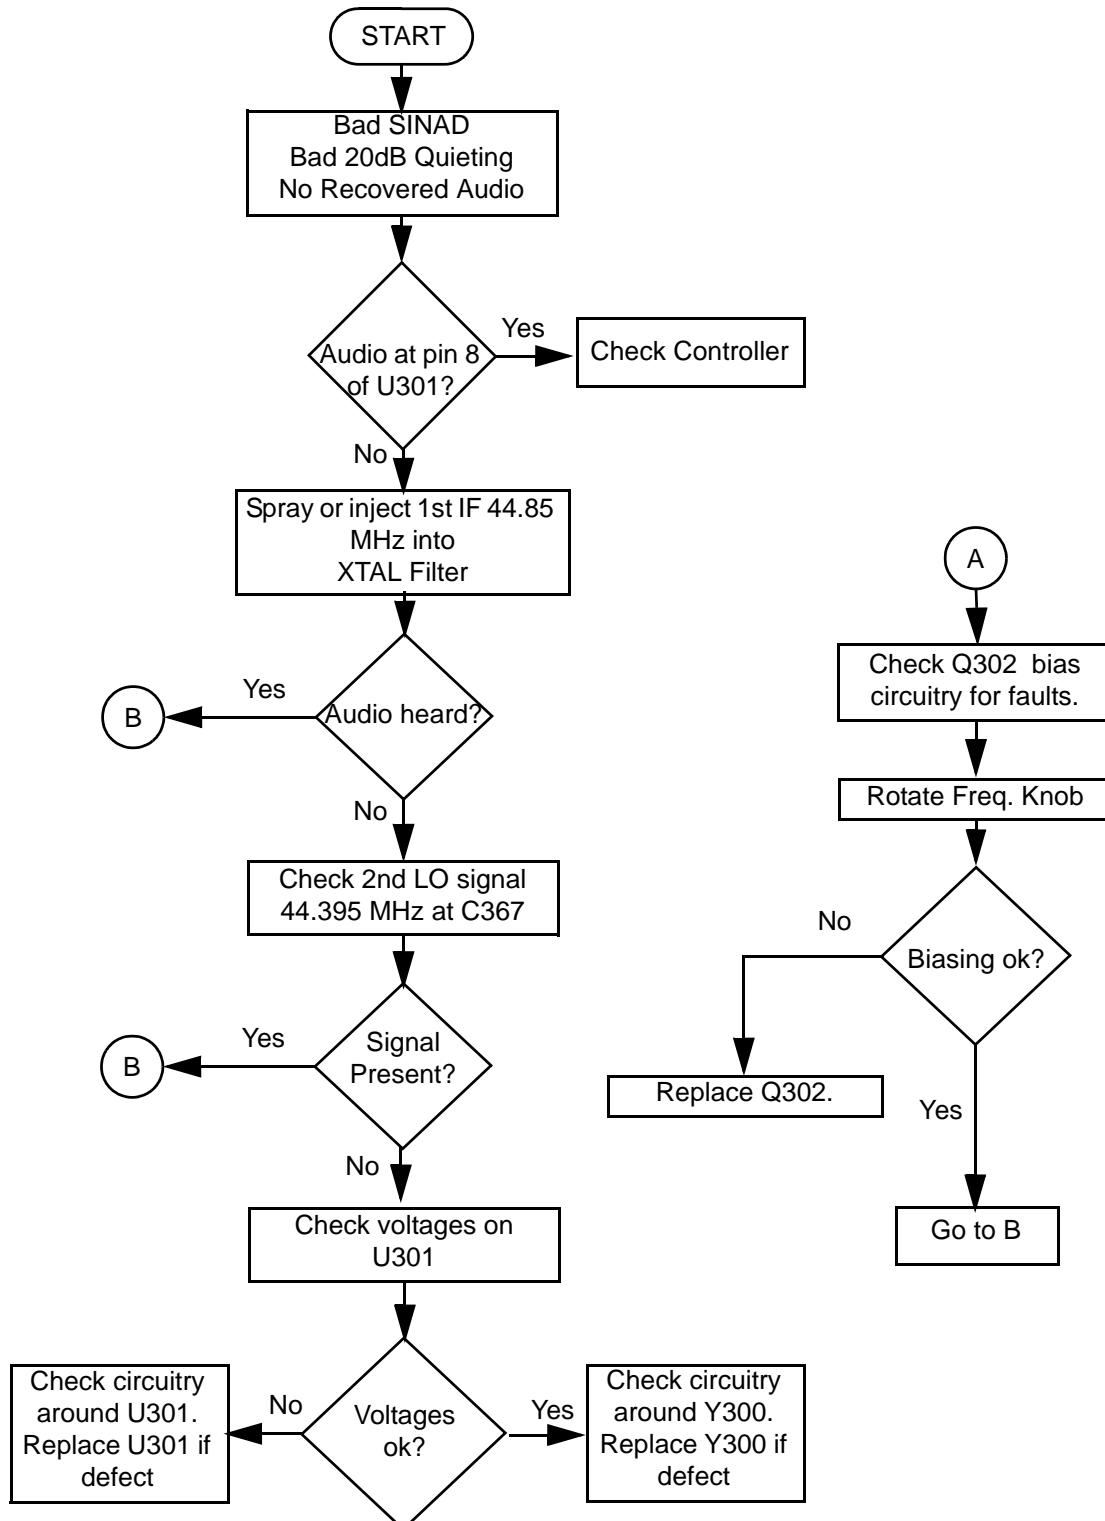 START
Bad SINAD
Bad 20dB Quieting
No Recovered Audio
Audio at pin 8
of U301?
Yes
Check Controller
No
Spray or inject 1st IF 44.85
MHz into
XTAL Filter
Audio heard?
Yes
B
No
Check 2nd LO signal
44.395 MHz at C367
Signal
Present?
Yes
B
No
Check voltages on
U301
Voltages
ok?
No
Check circuitry
around U301.
Replace U301 if
defect
Yes
Check circuitry
around Y300.
Replace Y300 if
defect
A
Check Q302 bias
circuitry for faults.
Rotate Freq. Knob
Biasing ok?
No
Replace Q302.
Yes
Go to B